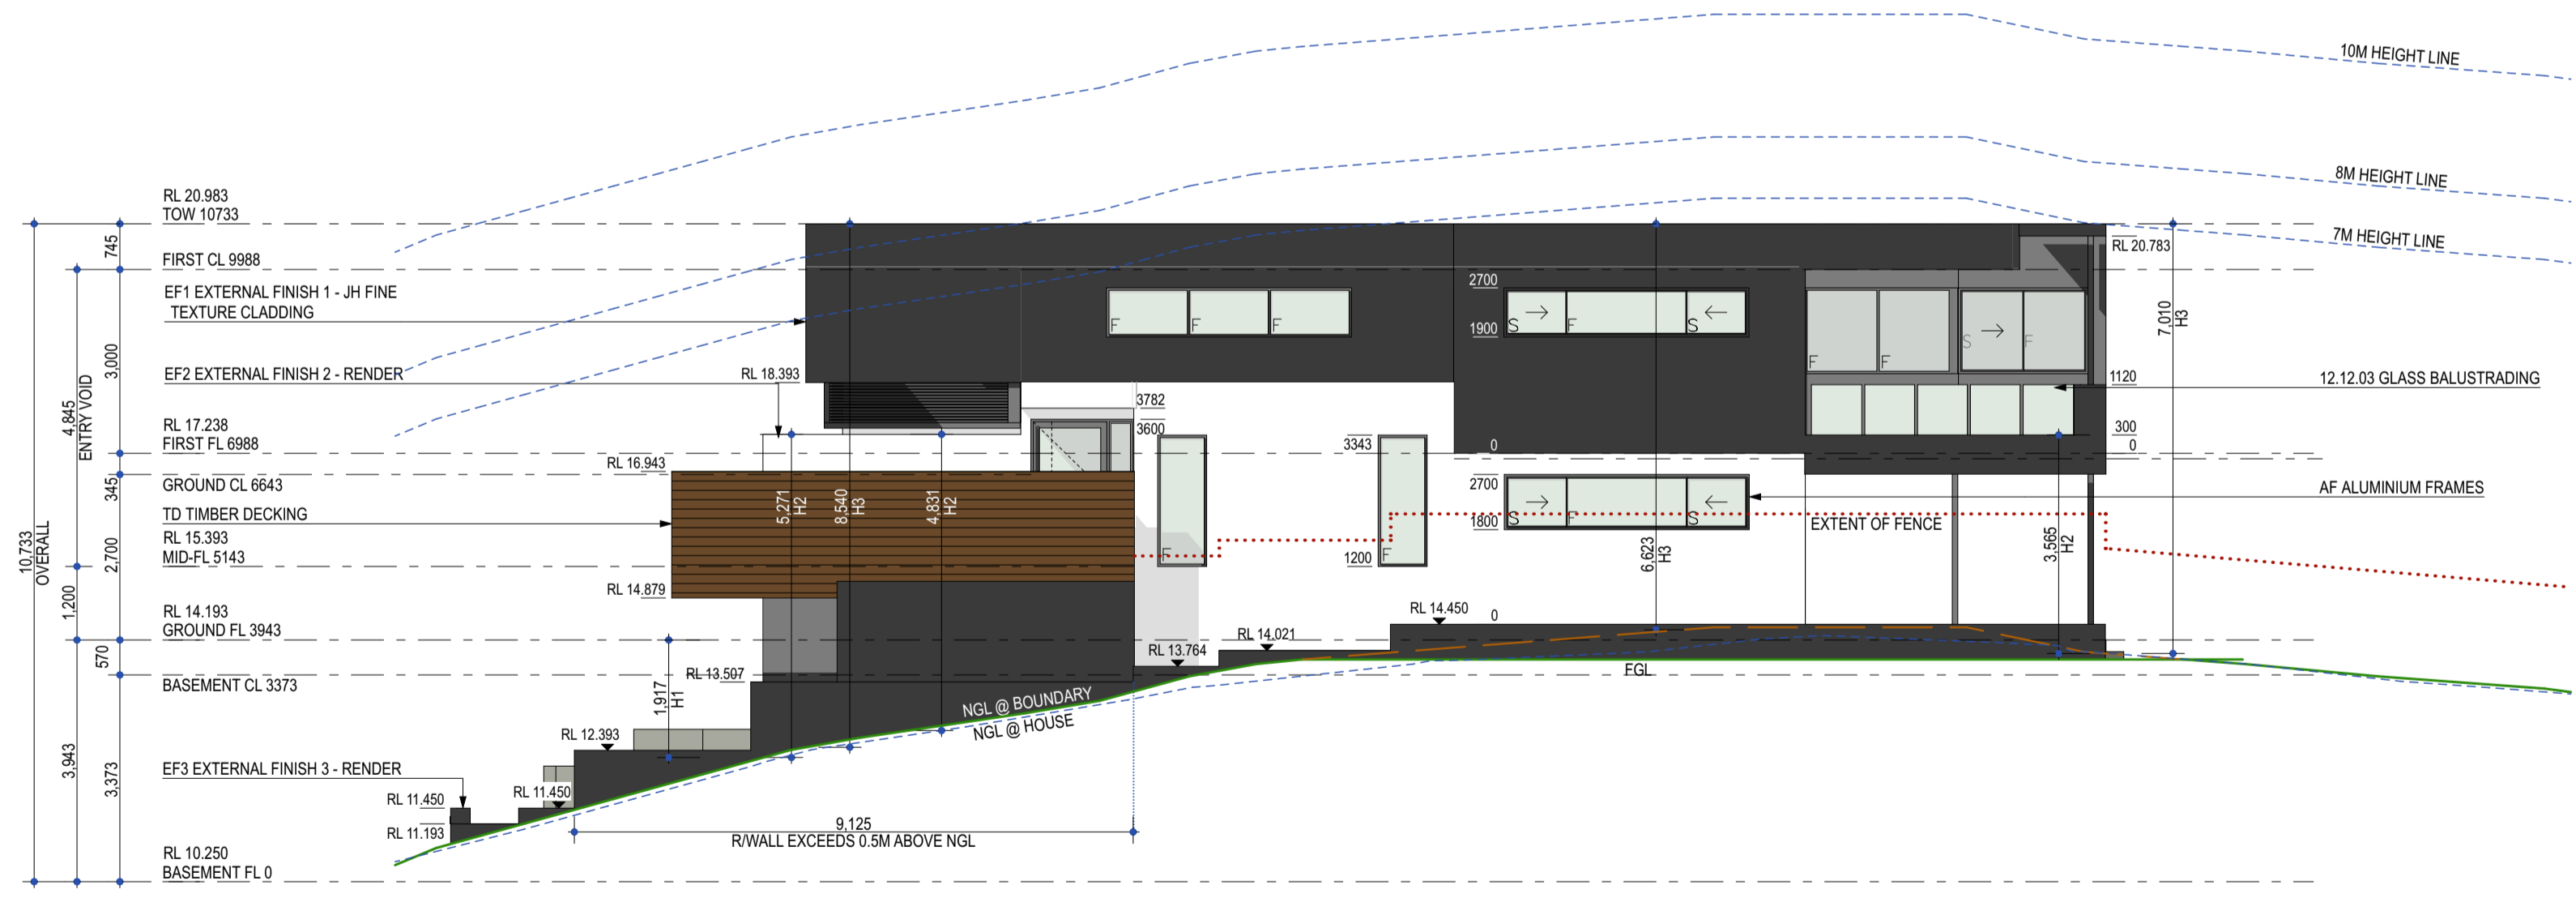 10M HEIGHT LINE
8M HEIGHT LINE
7M HEIGHT LINE
RL 20.983
TOW 10733
745
FIRST CL 9988
EF1 EXTERNAL FINISH 1 - JH FINE
TEXTURE CLADDING
3,000
EF2 EXTERNAL FINISH 2 - RENDER
4,845
ENTRY VOID
RL 17.238
FIRST FL 6988
345
GROUND CL 6643
TD TIMBER DECKING
10,733
OVERALL
2,700
RL 15.393
MID-FL 5143
1,200
RL 14.193
GROUND FL 3943
570
BASEMENT CL 3373
3,943
3,373
EF3 EXTERNAL FINISH 3 - RENDER
RL 10.250
BASEMENT FL 0
RL 18.393
RL 16.943
RL 14.879
RL 13.507
1,917
H1
RL 12.393
RL 11.450
RL 11.450
RL 11.193
9,125
R/WALL EXCEEDS 0.5M ABOVE NGL
5,271
H2
8,540
H3
4,831
H2
NGL @ BOUNDARY
NGL @ HOUSE
F
F
F
3782
3600
F
3343
1200
F
RL 13.764
RL 14.021
RL 14.450
2700
1900
0
2700
1800
0
S
F
S
S
F
S
6,623
H3
FGL
EXTENT OF FENCE
F
F
S
F
3,565
H2
RL 20.783
7,010
H3
1120
300
0
12.12.03 GLASS BALUSTRADING
AF ALUMINIUM FRAMES